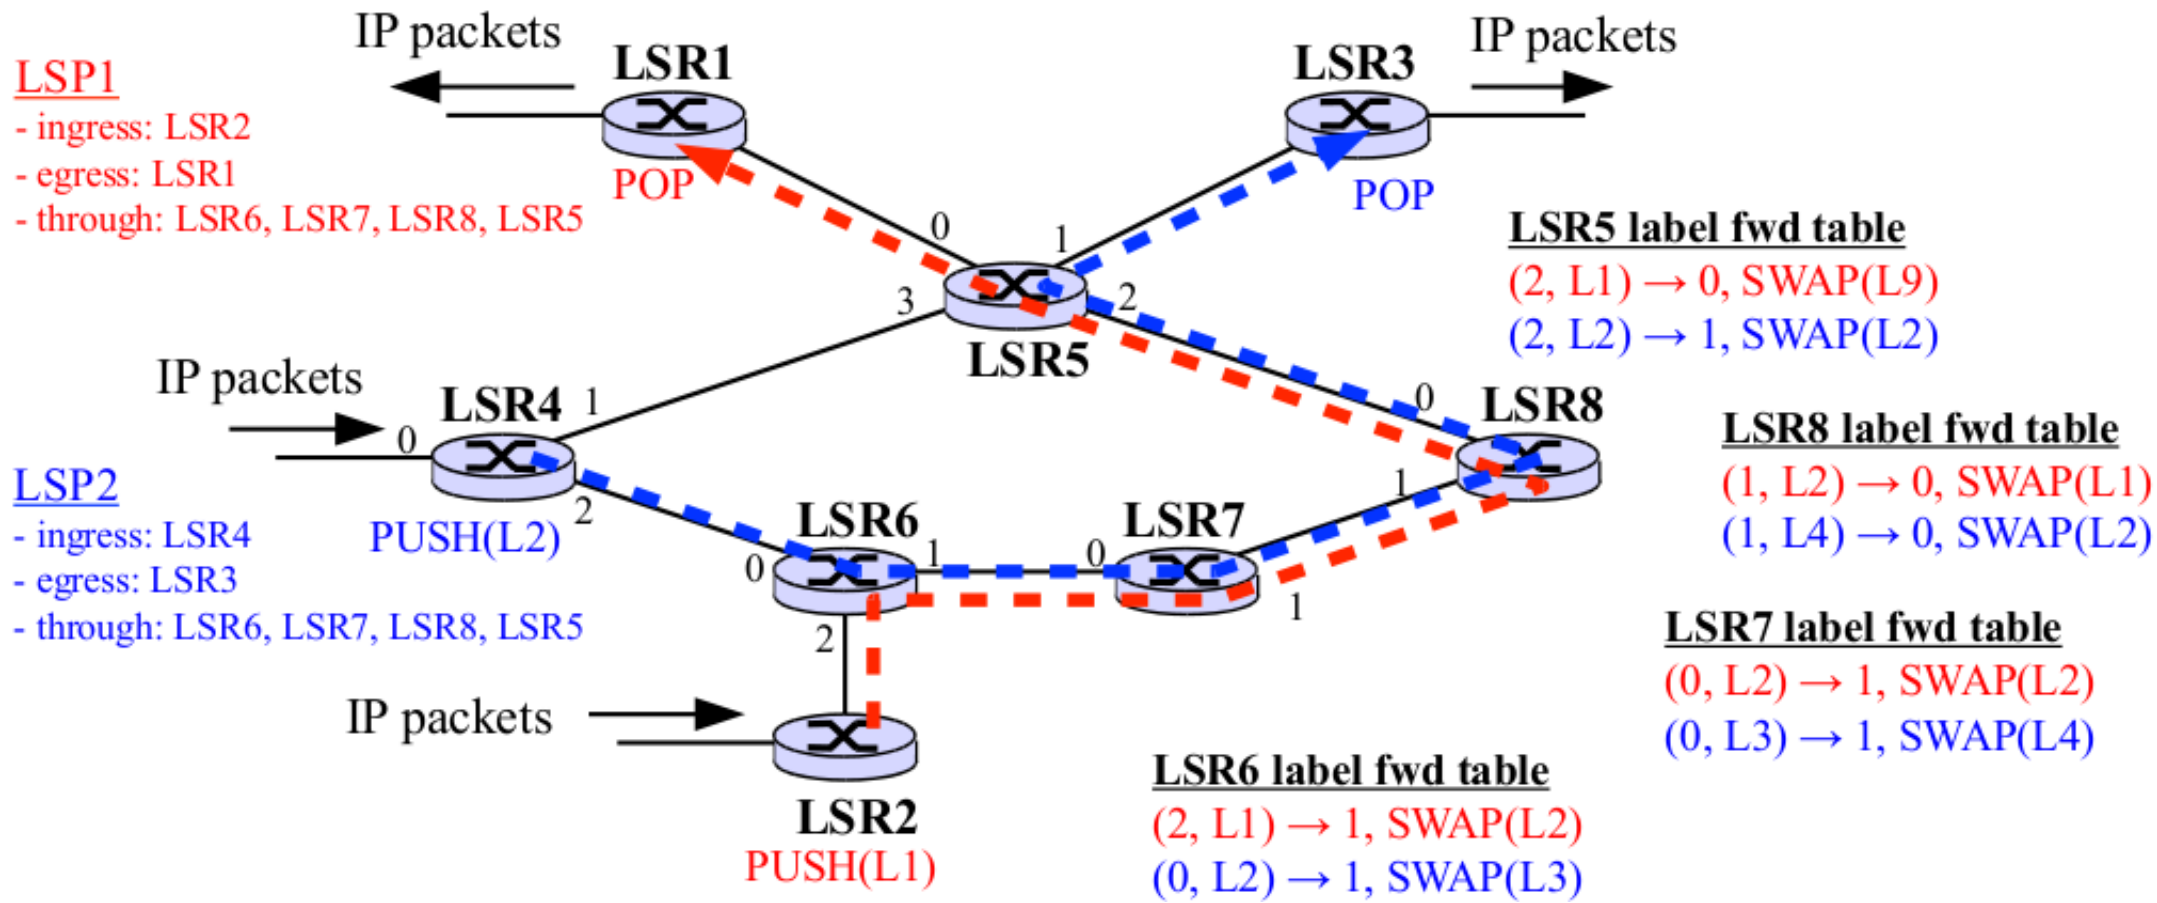 IP packets
LSR1
LSP1
- ingress: LSR2
- egress: LSR1
- through: LSR6, LSR7, LSR8, LSR5
POP
LSR3
IP packets
POP
0
1
3
2
LSR5
LSR5 label fwd table
(2, L1) → 0, SWAP(L9)
(2, L2) → 1, SWAP(L2)
IP packets
0
LSR4
1
2
PUSH(L2)
LSP2
- ingress: LSR4
- egress: LSR3
- through: LSR6, LSR7, LSR8, LSR5
0
LSR8
1
LSR8 label fwd table
(1, L2) → 0, SWAP(L1)
(1, L4) → 0, SWAP(L2)
LSR6
0
1
2
LSR7
0
1
LSR7 label fwd table
(0, L2) → 1, SWAP(L2)
(0, L3) → 1, SWAP(L4)
IP packets
LSR2
PUSH(L1)
LSR6 label fwd table
(2, L1) → 1, SWAP(L2)
(0, L2) → 1, SWAP(L3)